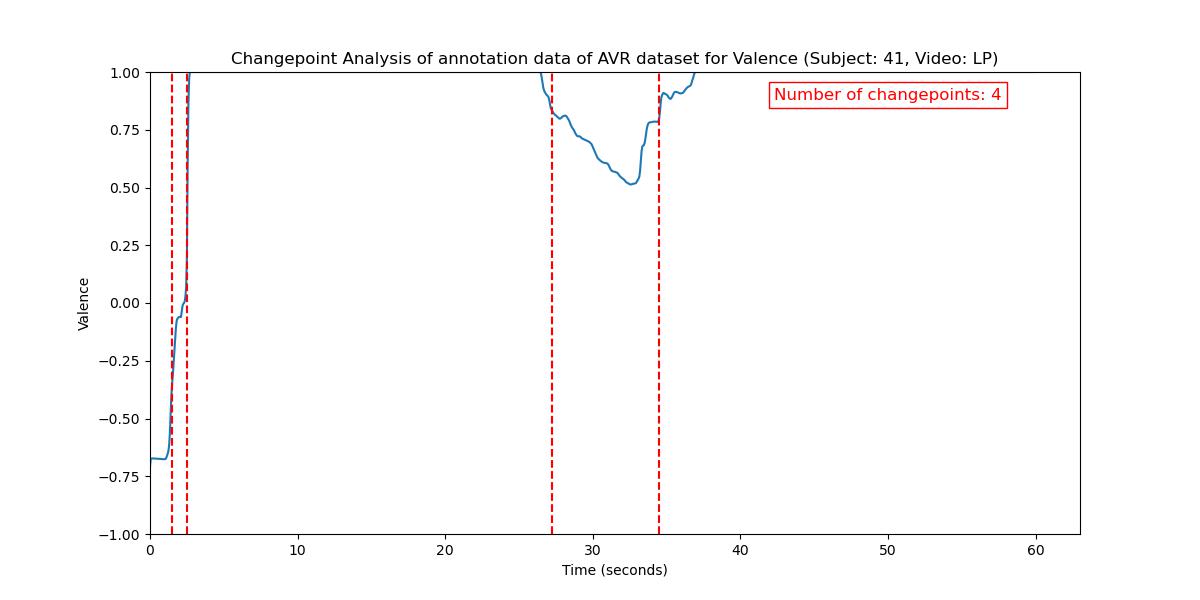 Changepoint Analysis of annotation data of AVR dataset for Valence (Subject: 41, Video: LP)
Number of changepoints: 4
1.00
0.75
0.50
0.25
0.00
−0.25
−0.50
−0.75
−1.00
Valence
0 10 20 30 40 50 60
Time (seconds)